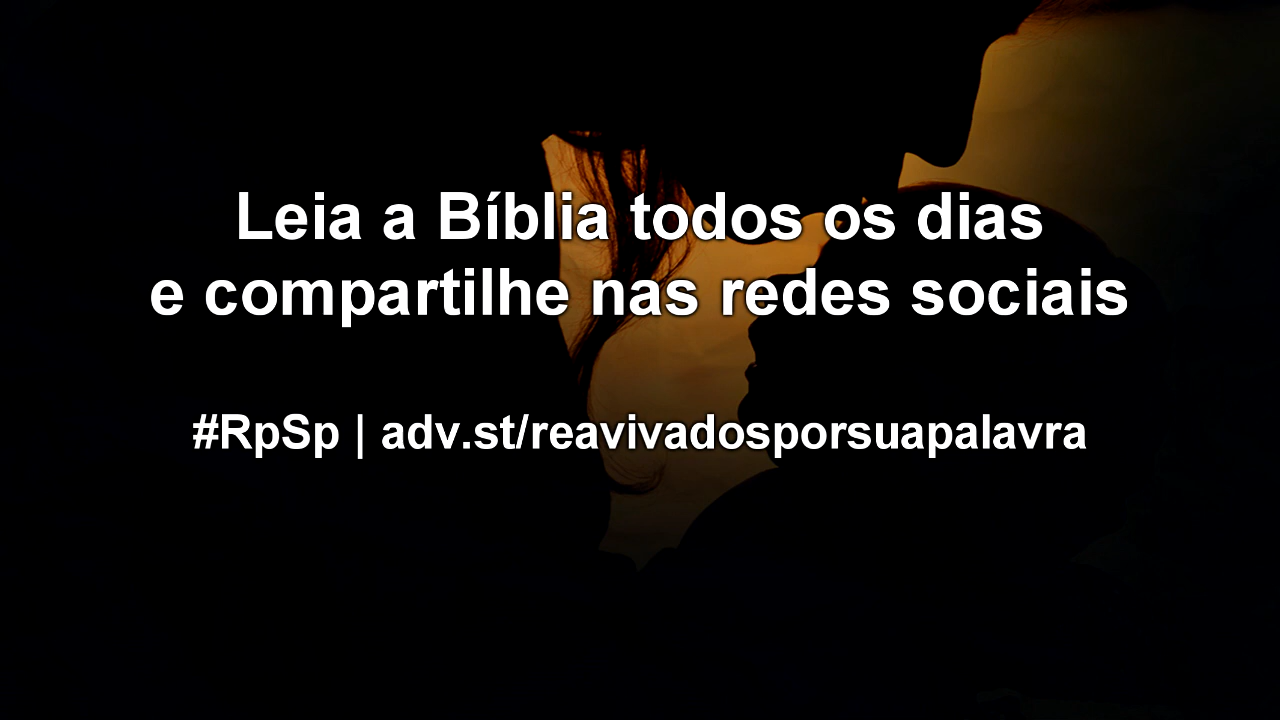 Leia a Bíblia todos os dias
e compartilhe nas redes sociais
#RpSp | adv.st/reavivadosporsuapalavra